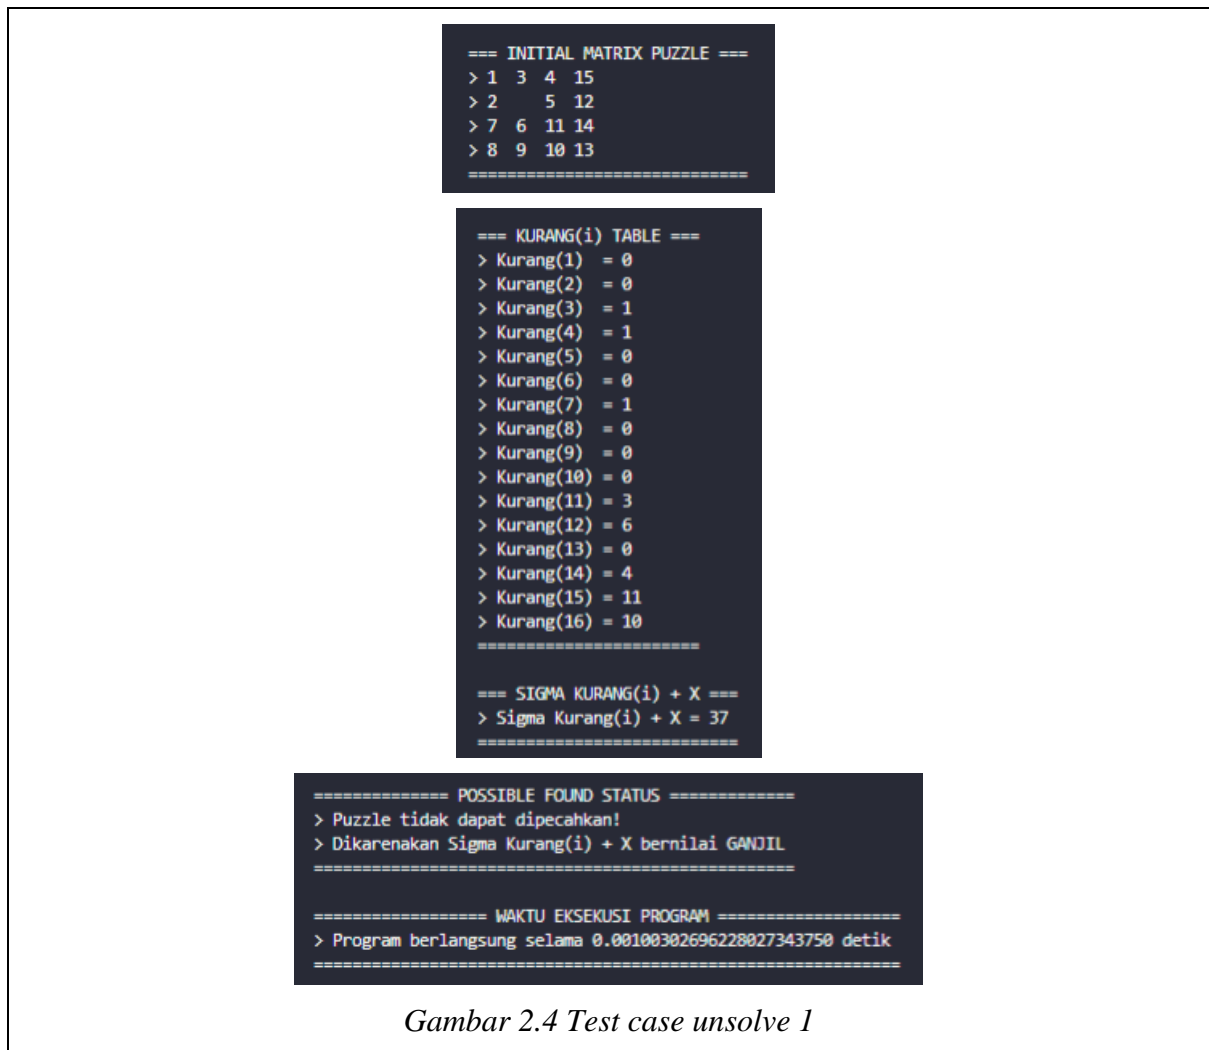 === INITIAL MATRIX PUZZLE ===
> 1  3  4  15
> 2     5  12
> 7  6  11 14
> 8  9  10 13
=============================
=== KURANG(i) TABLE ===
> Kurang(1)  = 0
> Kurang(2)  = 0
> Kurang(3)  = 1
> Kurang(4)  = 1
> Kurang(5)  = 0
> Kurang(6)  = 0
> Kurang(7)  = 1
> Kurang(8)  = 0
> Kurang(9)  = 0
> Kurang(10) = 0
> Kurang(11) = 3
> Kurang(12) = 6
> Kurang(13) = 0
> Kurang(14) = 4
> Kurang(15) = 11
> Kurang(16) = 10
=======================
=== SIGMA KURANG(i) + X ===
> Sigma Kurang(i) + X = 37
===========================
============== POSSIBLE FOUND STATUS =============
> Puzzle tidak dapat dipecahkan!
> Dikarenakan Sigma Kurang(i) + X bernilai GANJIL
==================================================
================== WAKTU EKSEKUSI PROGRAM ===================
> Program berlangsung selama 0.00100302696228027343750 detik
=============================================================
Gambar 2.4 Test case unsolve 1